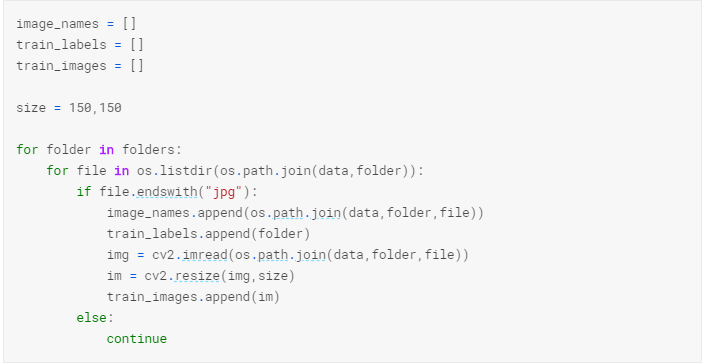 image_names = []
train_labels = []
train_images = []

size = 150,150

for folder in folders:
    for file in os.listdir(os.path.join(data,folder)):
        if file.endswith("jpg"):
            image_names.append(os.path.join(data,folder,file))
            train_labels.append(folder)
            img = cv2.imread(os.path.join(data,folder,file))
            im = cv2.resize(img,size)
            train_images.append(im)
        else:
            continue